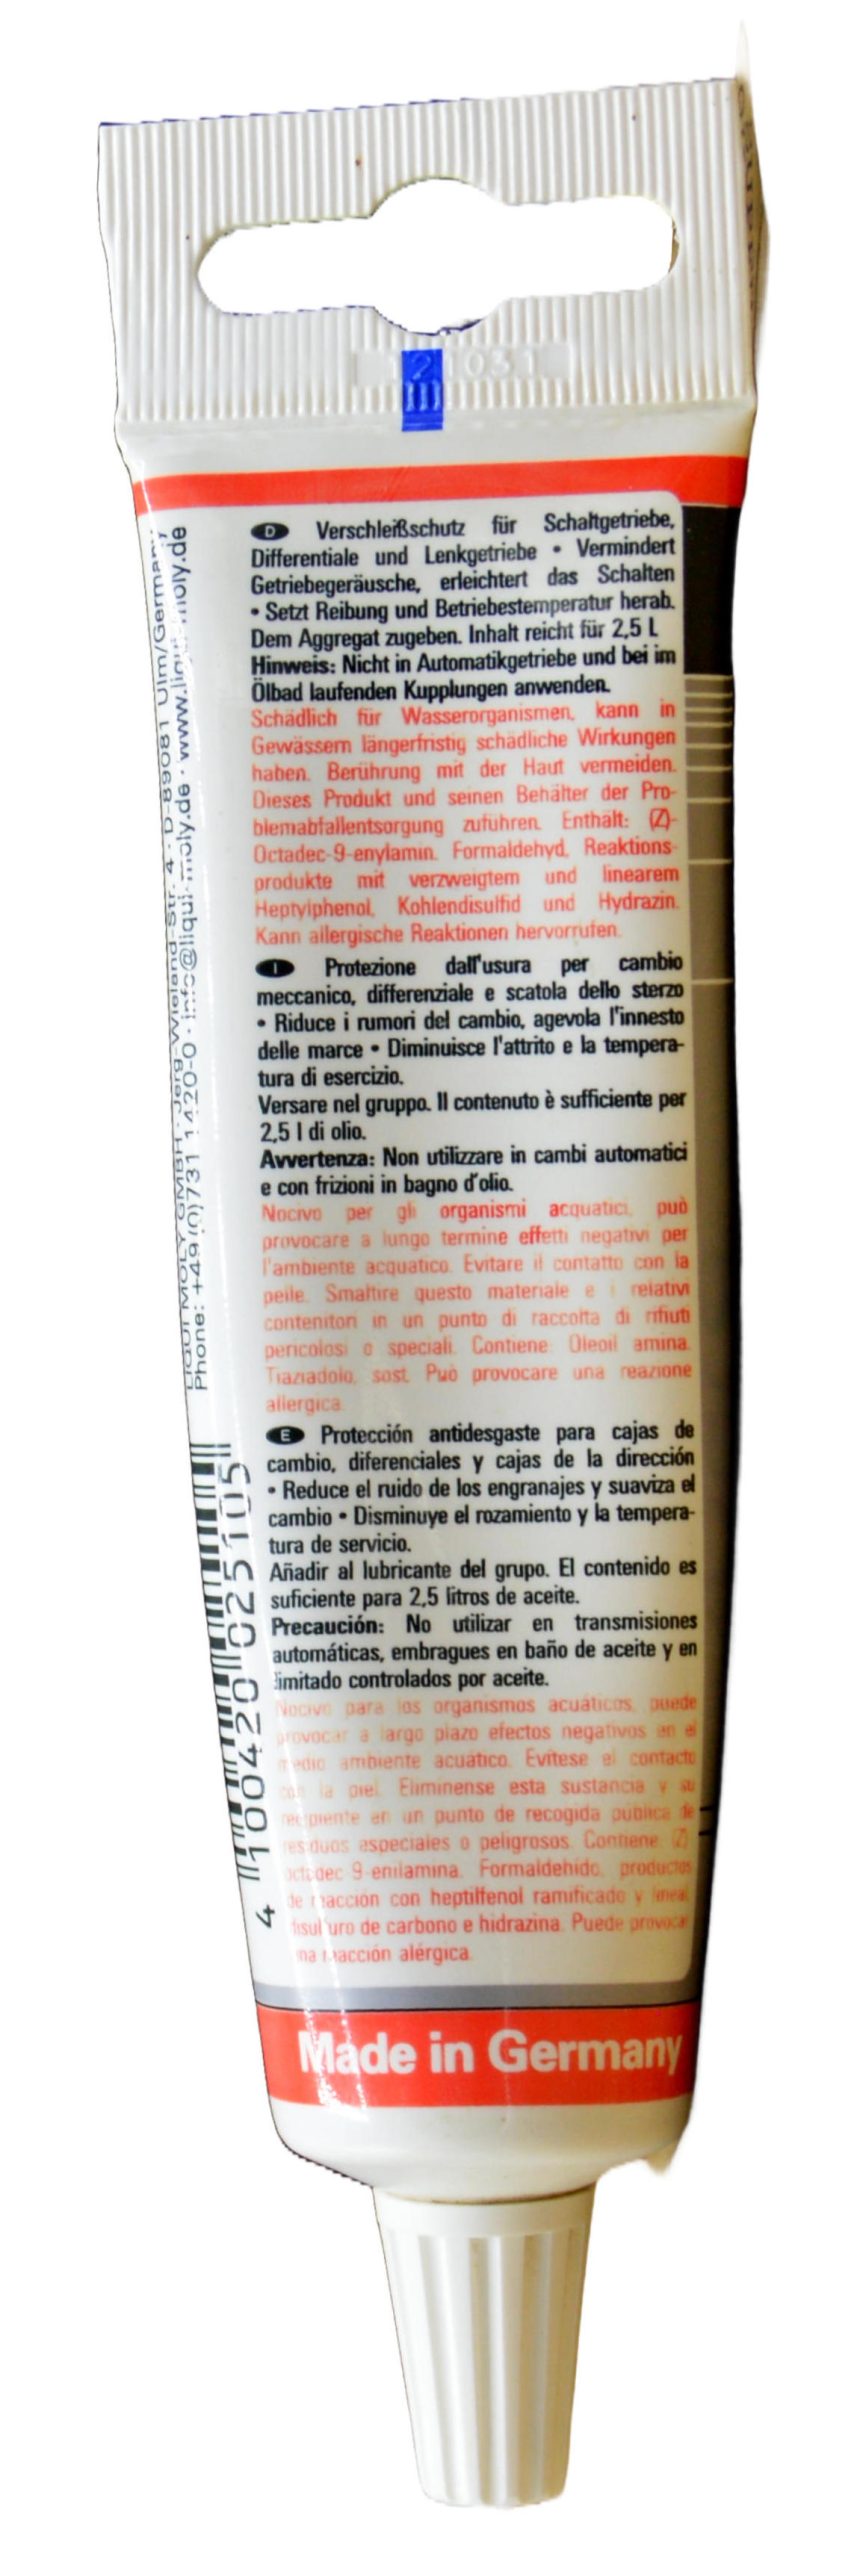 121031
D Verschleißschutz für Schaltgetriebe,
Differentiale und Lenkgetriebe • Vermindert
Getriebegeräusche, erleichtert das Schalten
• Setzt Reibung und Betriebestemperatur herab.
Dem Aggregat zugeben. Inhalt reicht für 2,5 L
Hinweis: Nicht in Automatikgetriebe und bei im
Ölbad laufenden Kupplungen anwenden.
Schädlich für Wasserorganismen, kann in
Gewässern längerfristig schädliche Wirkungen
haben. Berührung mit der Haut vermeiden.
Dieses Produkt und seinen Behälter der Pro-
blemabfallentsorgung zuführen. Enthält: (Z)-
Octadec-9-enylamin. Formaldehyd, Reaktions-
produkte mit verzweigtem und linearem
Heptylphenol, Kohlendisulfid und Hydrazin.
Kann allergische Reaktionen hervorrufen.
I Protezione dall'usura per cambio
meccanico, differenziale e scatola dello sterzo
• Riduce i rumori del cambio, agevola l'innesto
delle marce • Diminuisce l'attrito e la tempera-
tura di esercizio.
Versare nel gruppo. Il contenuto è sufficiente per
2,5 l di olio.
Avvertenza: Non utilizzare in cambi automatici
e con frizioni in bagno d'olio.
Nocivo per gli organismi acquatici, può
provocare a lungo termine effetti negativi per
l'ambiente acquatico. Evitare il contatto con la
pelle. Smaltire questo materiale e i relativi
contenitori in un punto di raccolta di rifiuti
pericolosi o speciali. Contiene: Oleoil amina.
Tiaziadolo, sost. Può provocare una reazione
allergica.
E Protección antidesgaste para cajas de
cambio, diferenciales y cajas de la dirección
• Reduce el ruido de los engranajes y suaviza el
cambio • Disminuye el rozamiento y la tempera-
tura de servicio.
Añadir al lubricante del grupo. El contenido es
suficiente para 2,5 litros de aceite.
Precaución: No utilizar en transmisiones
automáticas, embragues en baño de aceite y en
limitado controlados por aceite.
Nocivo para los organismos acuáticos, puede
provocar a largo plazo efectos negativos en el
medio ambiente acuático. Evítese el contacto
con la piel. Elimínense esta sustancia y su
recipiente en un punto de recogida pública de
residuos especiales o peligrosos. Contiene: (Z)
octadec 9-enilamina. Formaldehído, productos
de reacción con heptilfenol ramificado y lineal,
disulfuro de carbono e hidrazina. Puede provocar
una reacción alérgica.
Made in Germany
LIQUI MOLY GMBH · Jerg-Wieland-Str. 4 · D-89081 Ulm/Germany
Phone: +49(0)731 1420-0 · info@liqui-moly.de · www.liqui-moly.de
4 100420 025105